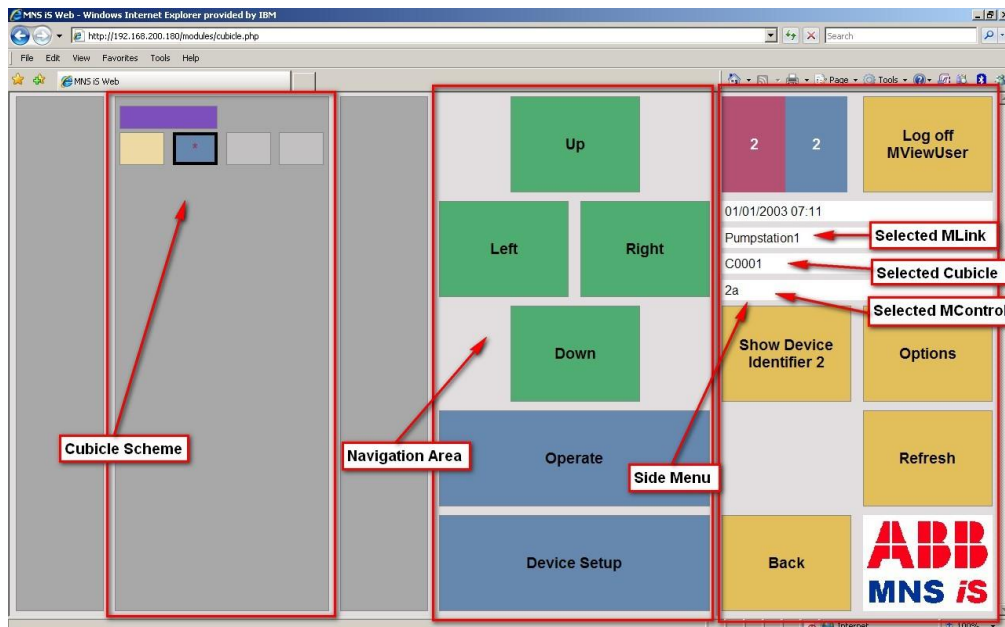 MNS iS Web - Windows Internet Explorer provided by IBM
http://192.168.200.180/modules/cubicle.php
Search
File Edit View Favorites Tools Help
MNS iS Web
Page
Tools
*
Up
2 2
Log off
MViewUser
01/01/2003 07:11
Left
Right
Pumpstation1
Selected MLink
C0001
Selected Cubicle
2a
Selected MControl
Down
Show Device
Identifier 2
Options
Cubicle Scheme
Navigation Area
Operate
Side Menu
Refresh
Device Setup
Back
ABB
MNS iS
Internet
100%